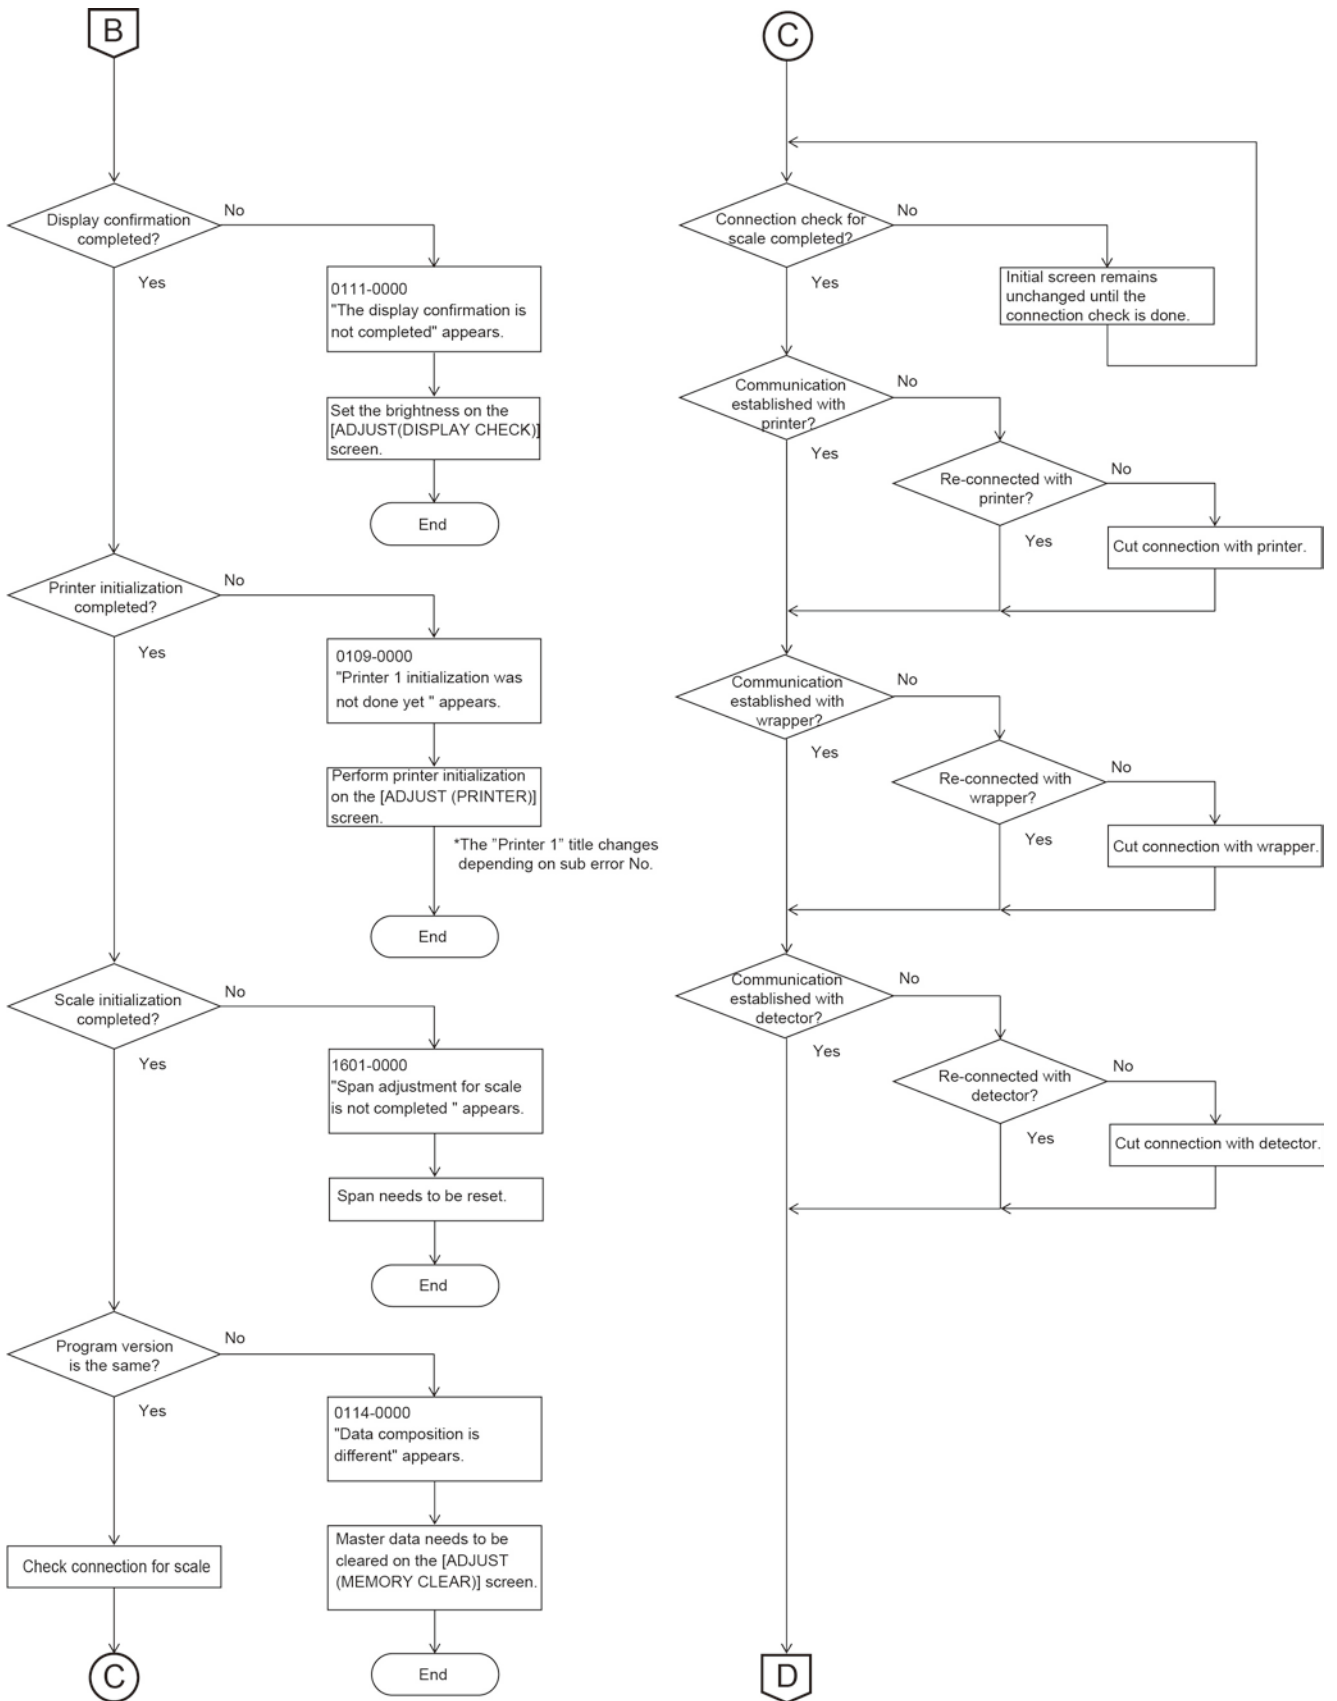 B
Display confirmation
completed?
No
Yes
0111-0000
"The display confirmation is
not completed" appears.
Set the brightness on the
[ADJUST(DISPLAY CHECK)]
screen.
End
Printer initialization
completed?
No
Yes
0109-0000
"Printer 1 initialization was
not done yet " appears.
Perform printer initialization
on the [ADJUST (PRINTER)]
screen.
*The "Printer 1" title changes
depending on sub error No.
End
Scale initialization
completed?
No
Yes
1601-0000
"Span adjustment for scale
is not completed " appears.
Span needs to be reset.
End
Program version
is the same?
No
Yes
0114-0000
"Data composition is
different" appears.
Master data needs to be
cleared on the [ADJUST
(MEMORY CLEAR)] screen.
End
Check connection for scale
C
C
Connection check for
scale completed?
No
Yes
Initial screen remains
unchanged until the
connection check is done.
Communication
established with
printer?
No
Yes
Re-connected with
printer?
No
Yes
Cut connection with printer.
Communication
established with
wrapper?
No
Yes
Re-connected with
wrapper?
No
Yes
Cut connection with wrapper.
Communication
established with
detector?
No
Yes
Re-connected with
detector?
No
Yes
Cut connection with detector.
D